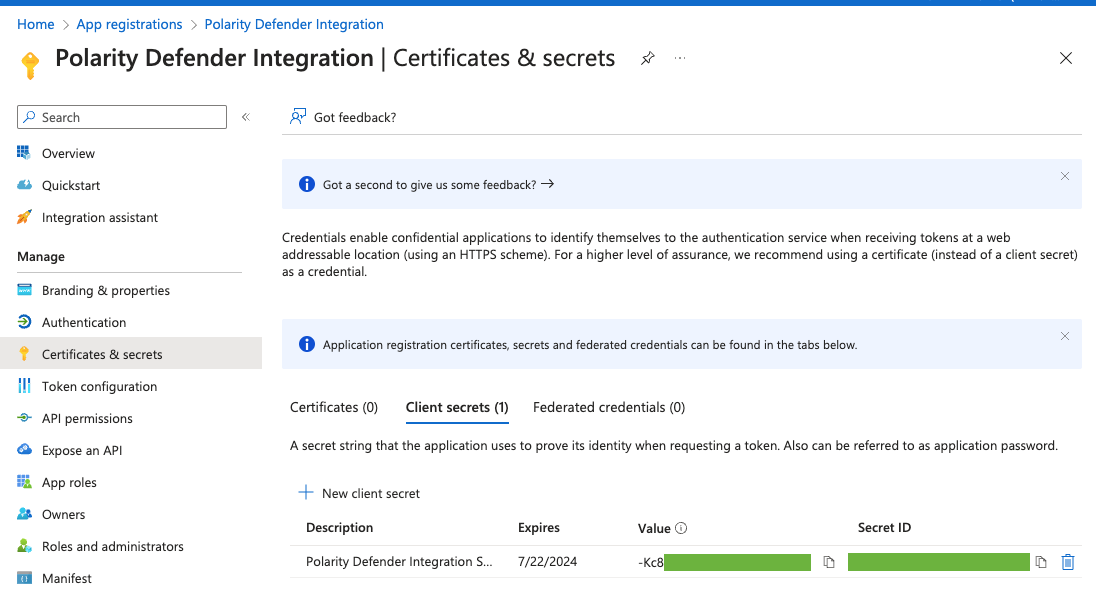 Home > App registrations > Polarity Defender Integration
Polarity Defender Integration | Certificates & secrets
Search
Overview
Quickstart
Integration assistant
Manage
Branding & properties
Authentication
Certificates & secrets
Token configuration
API permissions
Expose an API
App roles
Owners
Roles and administrators
Manifest
Got feedback?
Got a second to give us some feedback?
Credentials enable confidential applications to identify themselves to the authentication service when receiving tokens at a web
addressable location (using an HTTPS scheme). For a higher level of assurance, we recommend using a certificate (instead of a client secret)
as a credential.
Application registration certificates, secrets and federated credentials can be found in the tabs below.
Certificates (0) Client secrets (1) Federated credentials (0)
A secret string that the application uses to prove its identity when requesting a token. Also can be referred to as application password.
New client secret
Description Expires Value Secret ID
Polarity Defender Integration S... 7/22/2024 -Kc8